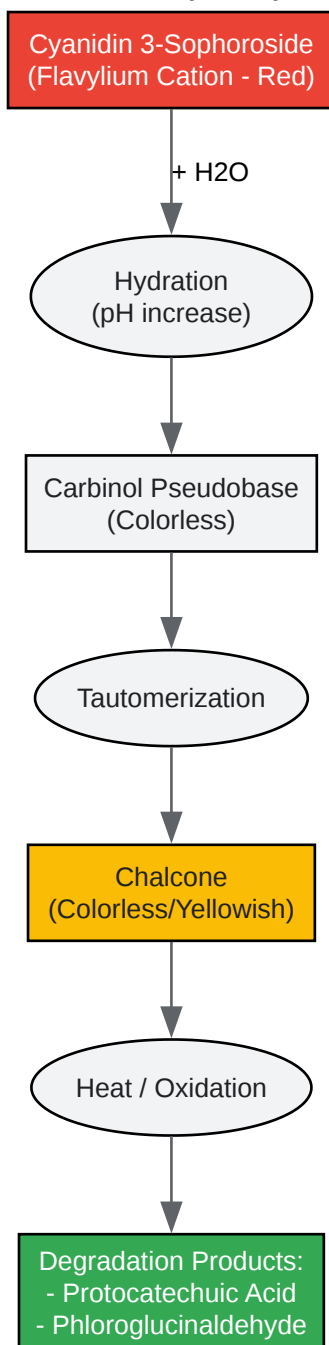 Cyanidin 3-Sophoroside
(Flavylium Cation - Red)
+ H2O
Hydration
(pH increase)
Carbinol Pseudobase
(Colorless)
Tautomerization
Chalcone
(Colorless/Yellowish)
Heat / Oxidation
Degradation Products:
- Protocatechuic Acid
- Phloroglucinaldehyde